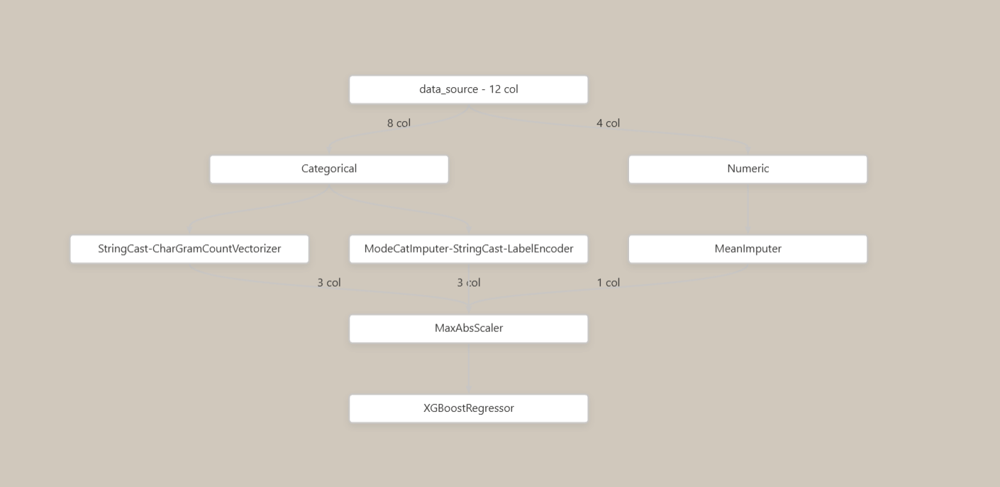 data_source - 12 col
8 col
4 col
Categorical
Numeric
StringCast-CharGramCountVectorizer
ModeCatImputer-StringCast-LabelEncoder
MeanImputer
3 col
3 col
1 col
MaxAbsScaler
XGBoostRegressor